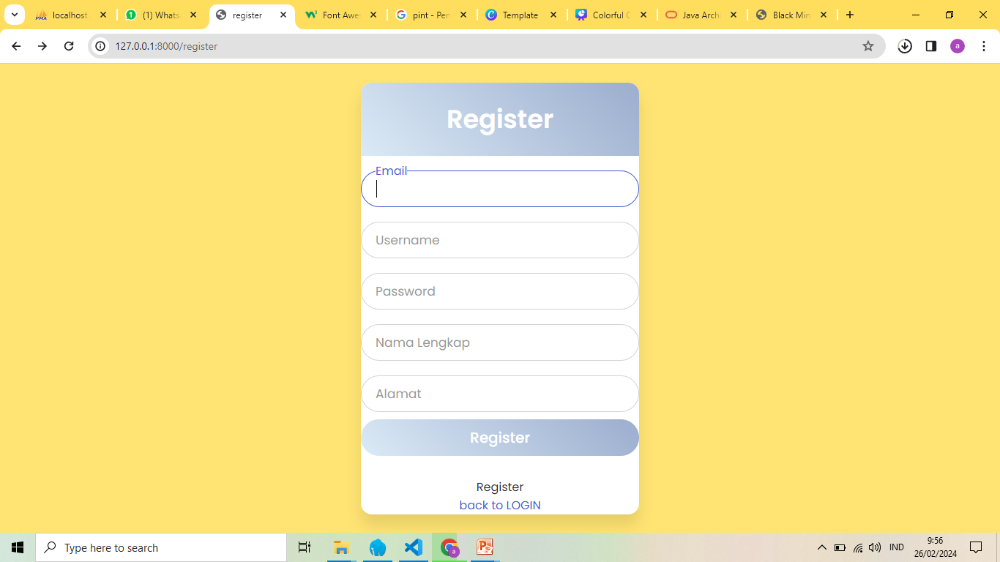 localhost
(1) Whats
register
Font Awe
pint - Pen
Template
Colorful C
Java Arch
Black Min
127.0.0.1:8000/register
a
Register
Email
Username
Password
Nama Lengkap
Alamat
Register
Register
back to LOGIN
Type here to search
IND
9:56
26/02/2024